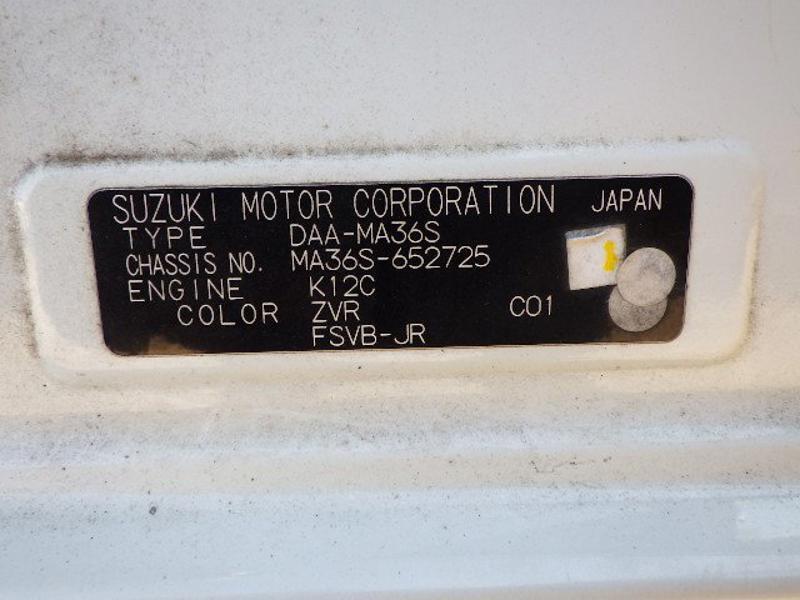 SUZUKI MOTOR CORPORATION JAPAN
TYPE DAA-MA36S
CHASSIS NO. MA36S-652725
ENGINE K12C
COLOR ZVR C01
FSVB-JR